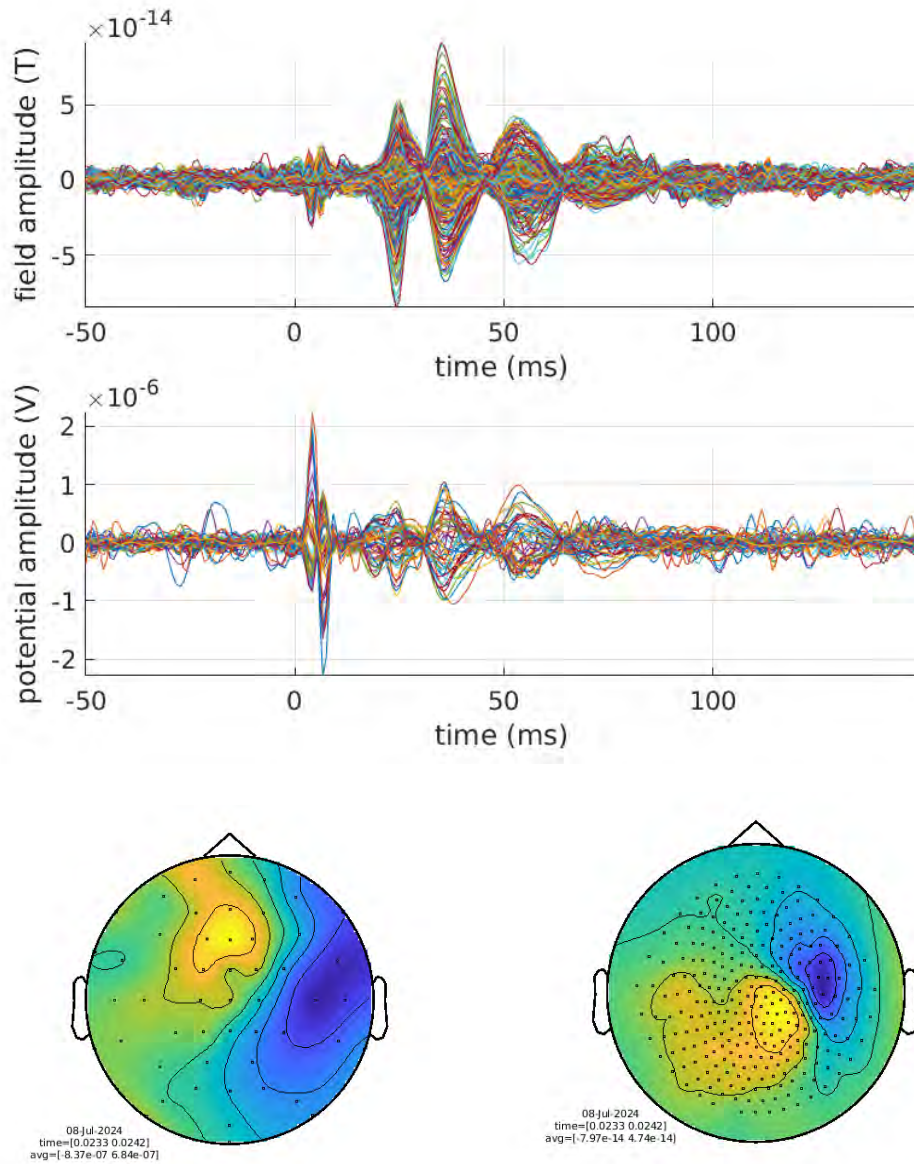 ×10-14
field amplitude (T)
5
0
-5
-50
0
50
100
time (ms)
×10-6
potential amplitude (V)
2
1
0
-1
-2
-50
0
50
100
time (ms)
08-Jul-2024
time=[0.0233 0.0242]
avg=[-8.37e-07 6.84e-07]
08-Jul-2024
time=[0.0233 0.0242]
avg=[-7.97e-14 4.74e-14]